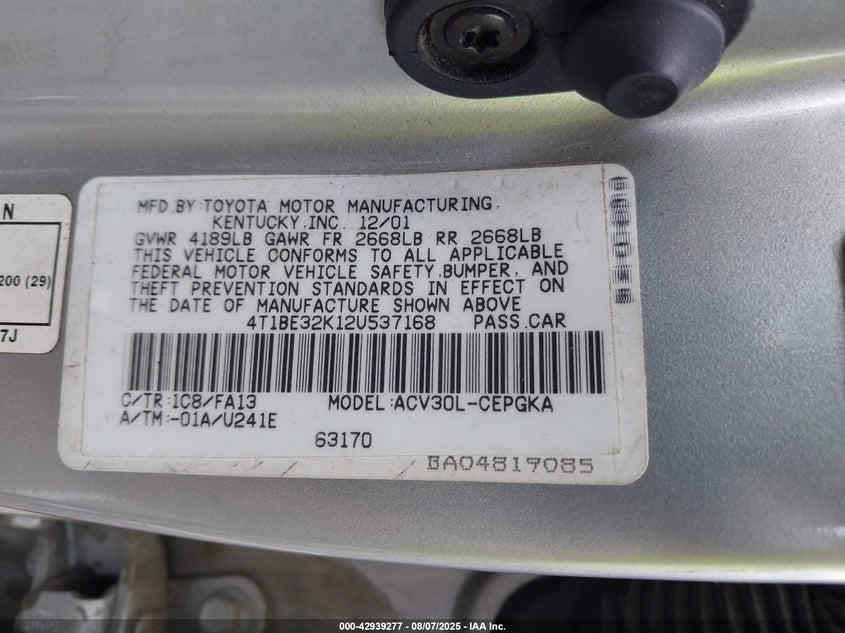 N
200 (29)
7J
MFD.BY:TOYOTA MOTOR MANUFACTURING,
KENTUCKY,INC. 12/01
GVWR 4189LB GAWR FR 2668LB RR 2668LB
THIS VEHICLE CONFORMS TO ALL APPLICABLE
FEDERAL MOTOR VEHICLE SAFETY,BUMPER, AND
THEFT PREVENTION STANDARDS IN EFFECT ON
THE DATE OF MANUFACTURE SHOWN ABOVE
4T1BE32K12U537168 PASS.CAR
C/TR:1C8/FA13 MODEL:ACV30L-CEPGKA
A/TM:-01A/U241E
63170
BA04819085
000-42939277 - 08/07/2025 - IAA Inc.